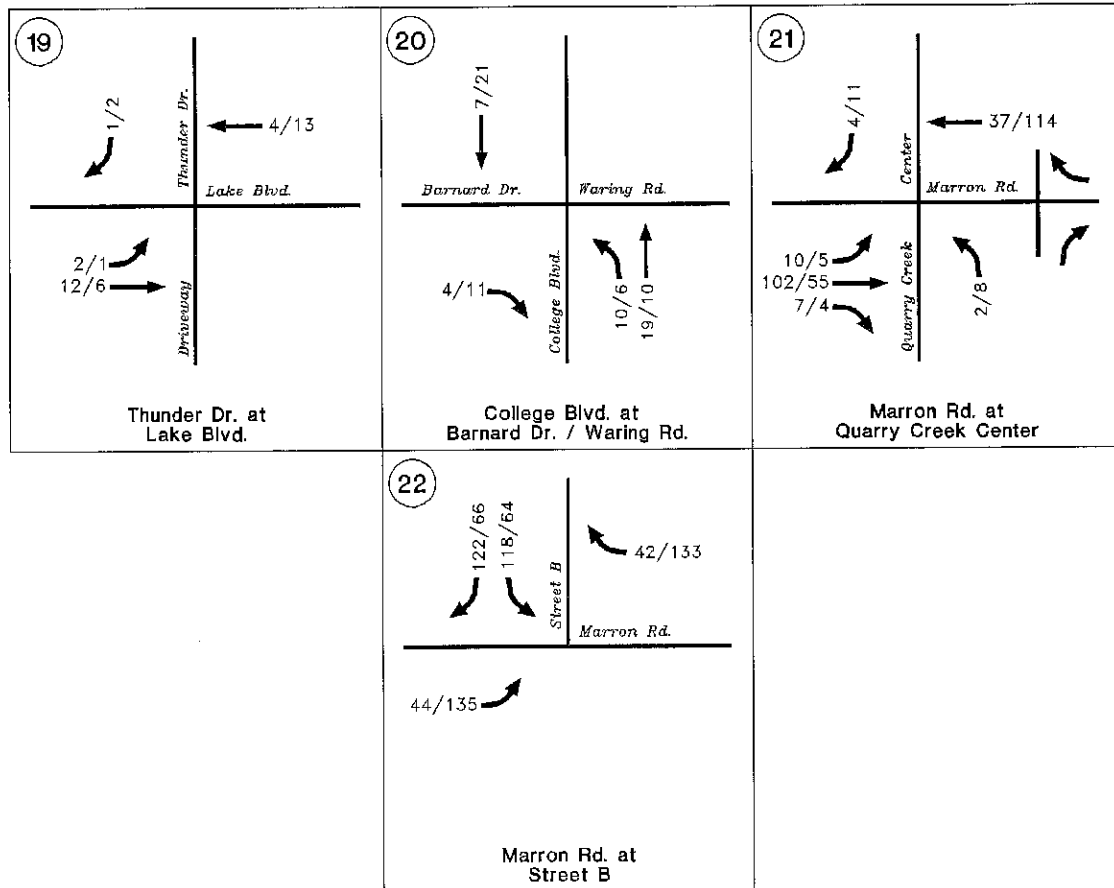 19
1/2
Thunder Dr.
4/13
Lake Blvd.
2/1
12/6
Driveway
Thunder Dr. at
Lake Blvd.
20
7/21
Barnard Dr.
Waring Rd.
4/11
College Blvd.
10/6
19/10
College Blvd. at
Barnard Dr. / Waring Rd.
21
4/11
Center
37/114
Marron Rd.
10/5
102/55
7/4
Quarry Creek
2/8
Marron Rd. at
Quarry Creek Center
22
122/66
118/64
Street B
42/133
Marron Rd.
44/135
Marron Rd. at
Street B